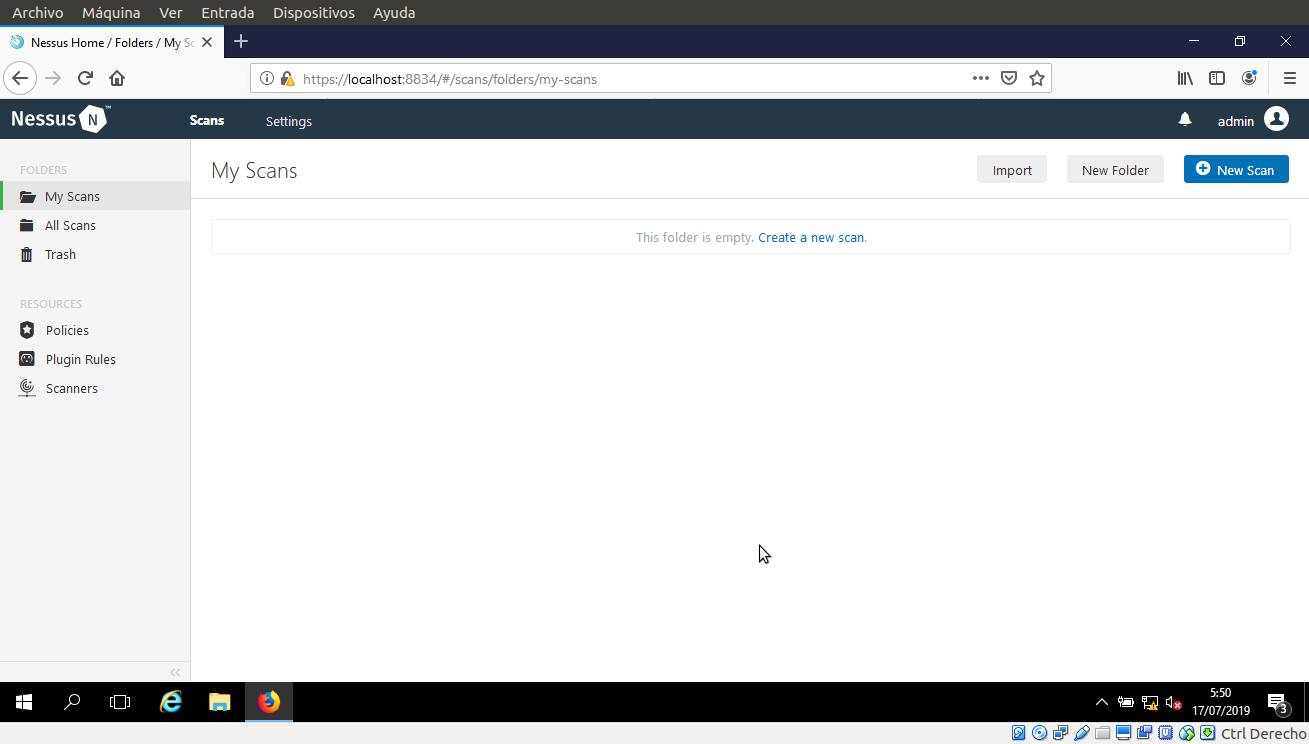 Archivo Máquina Ver Entrada Dispositivos Ayuda
Nessus Home / Folders / My Sc
https://localhost:8834/#/scans/folders/my-scans
Nessus N ™ Scans Settings admin
FOLDERS
My Scans
All Scans
Trash
RESOURCES
Policies
Plugin Rules
Scanners
My Scans Import New Folder New Scan
This folder is empty. Create a new scan.
5:50
17/07/2019
3
Ctrl Derecho